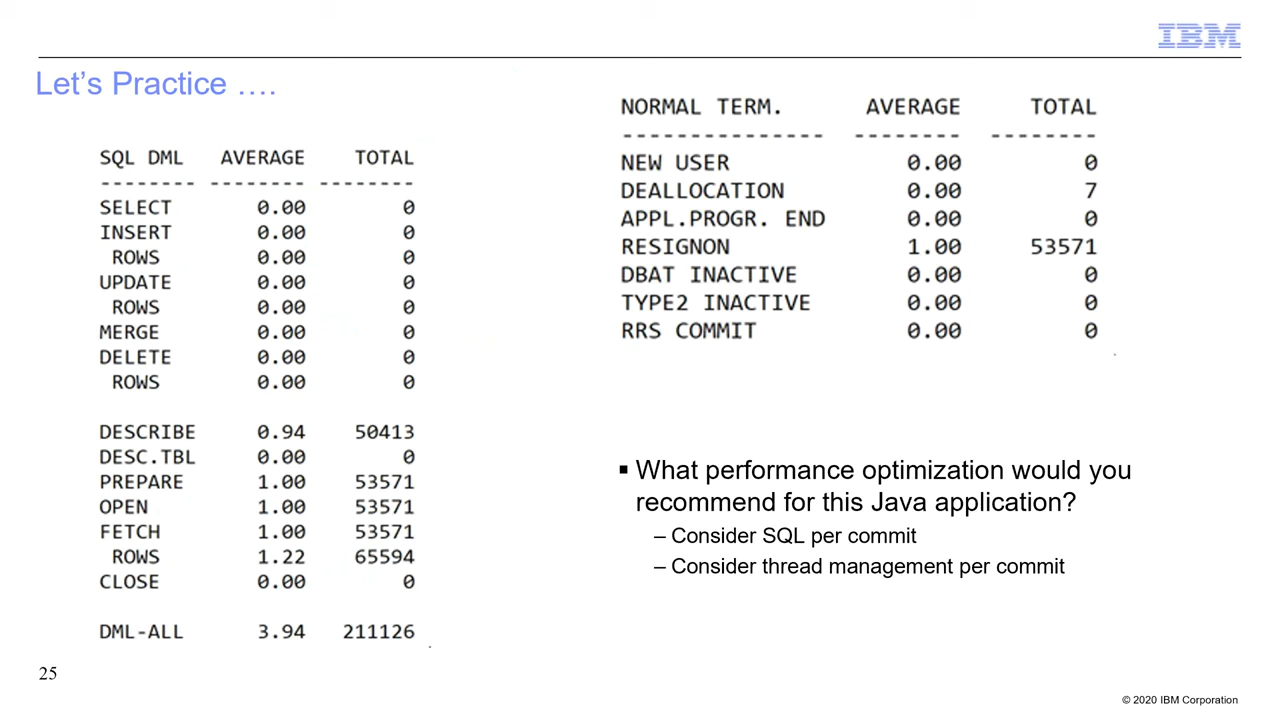 IBM
Let's Practice ….
SQL DML AVERAGE TOTAL
-------- -------- --------
SELECT 0.00 0
INSERT 0.00 0
ROWS 0.00 0
UPDATE 0.00 0
ROWS 0.00 0
MERGE 0.00 0
DELETE 0.00 0
ROWS 0.00 0
DESCRIBE 0.94 50413
DESC.TBL 0.00 0
PREPARE 1.00 53571
OPEN 1.00 53571
FETCH 1.00 53571
ROWS 1.22 65594
CLOSE 0.00 0
DML-ALL 3.94 211126
NORMAL TERM. AVERAGE TOTAL
--------------- -------- --------
NEW USER 0.00 0
DEALLOCATION 0.00 7
APPL.PROGR. END 0.00 0
RESIGNON 1.00 53571
DBAT INACTIVE 0.00 0
TYPE2 INACTIVE 0.00 0
RRS COMMIT 0.00 0
▪ What performance optimization would you
recommend for this Java application?
– Consider SQL per commit
– Consider thread management per commit
25
© 2020 IBM Corporation